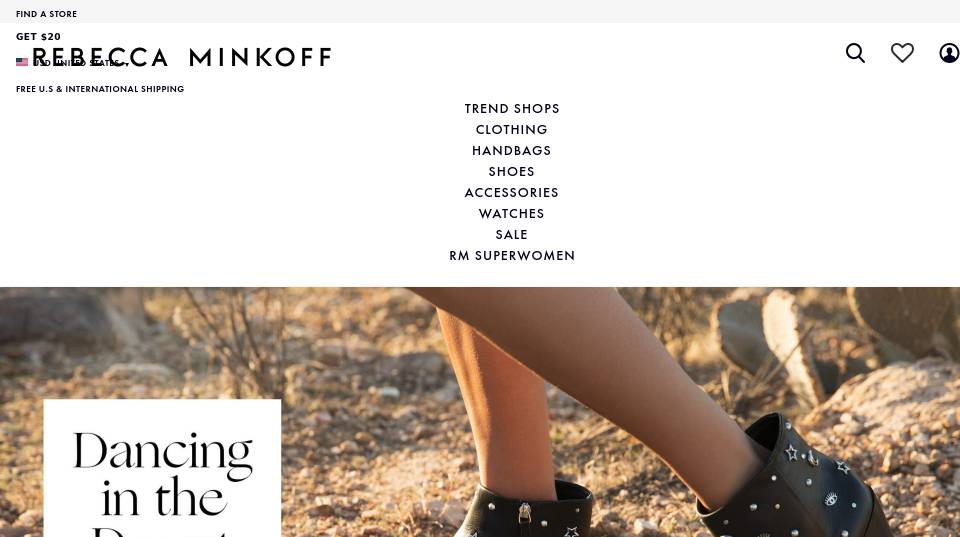 FIND A STORE
GET $20
REBECCA MINKOFF
USD UNITED STATES
FREE U.S & INTERNATIONAL SHIPPING
TREND SHOPS
CLOTHING
HANDBAGS
SHOES
ACCESSORIES
WATCHES
SALE
RM SUPERWOMEN
Dancing
in the
Desert